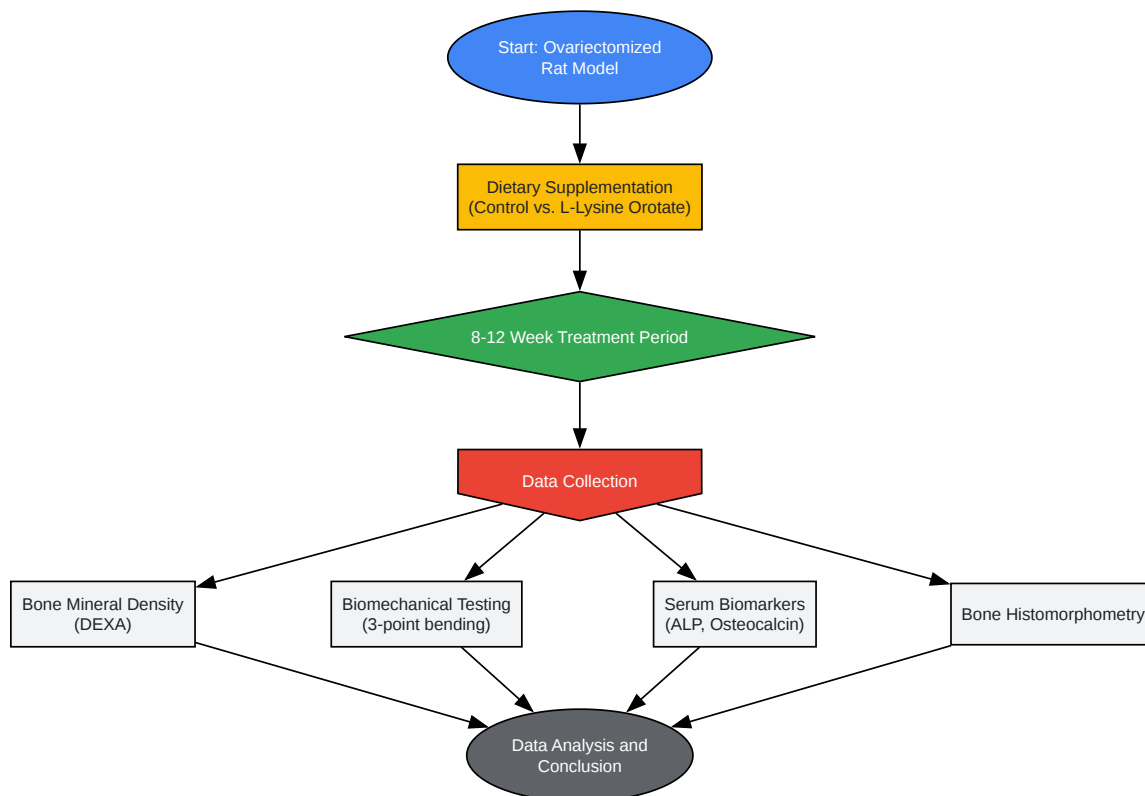 Start: Ovariectomized
Rat Model
Dietary Supplementation
(Control vs. L-Lysine Orotate)
8-12 Week Treatment Period
Data Collection
Bone Mineral Density
(DEXA)
Biomechanical Testing
(3-point bending)
Serum Biomarkers
(ALP, Osteocalcin)
Bone Histomorphometry
Data Analysis and
Conclusion